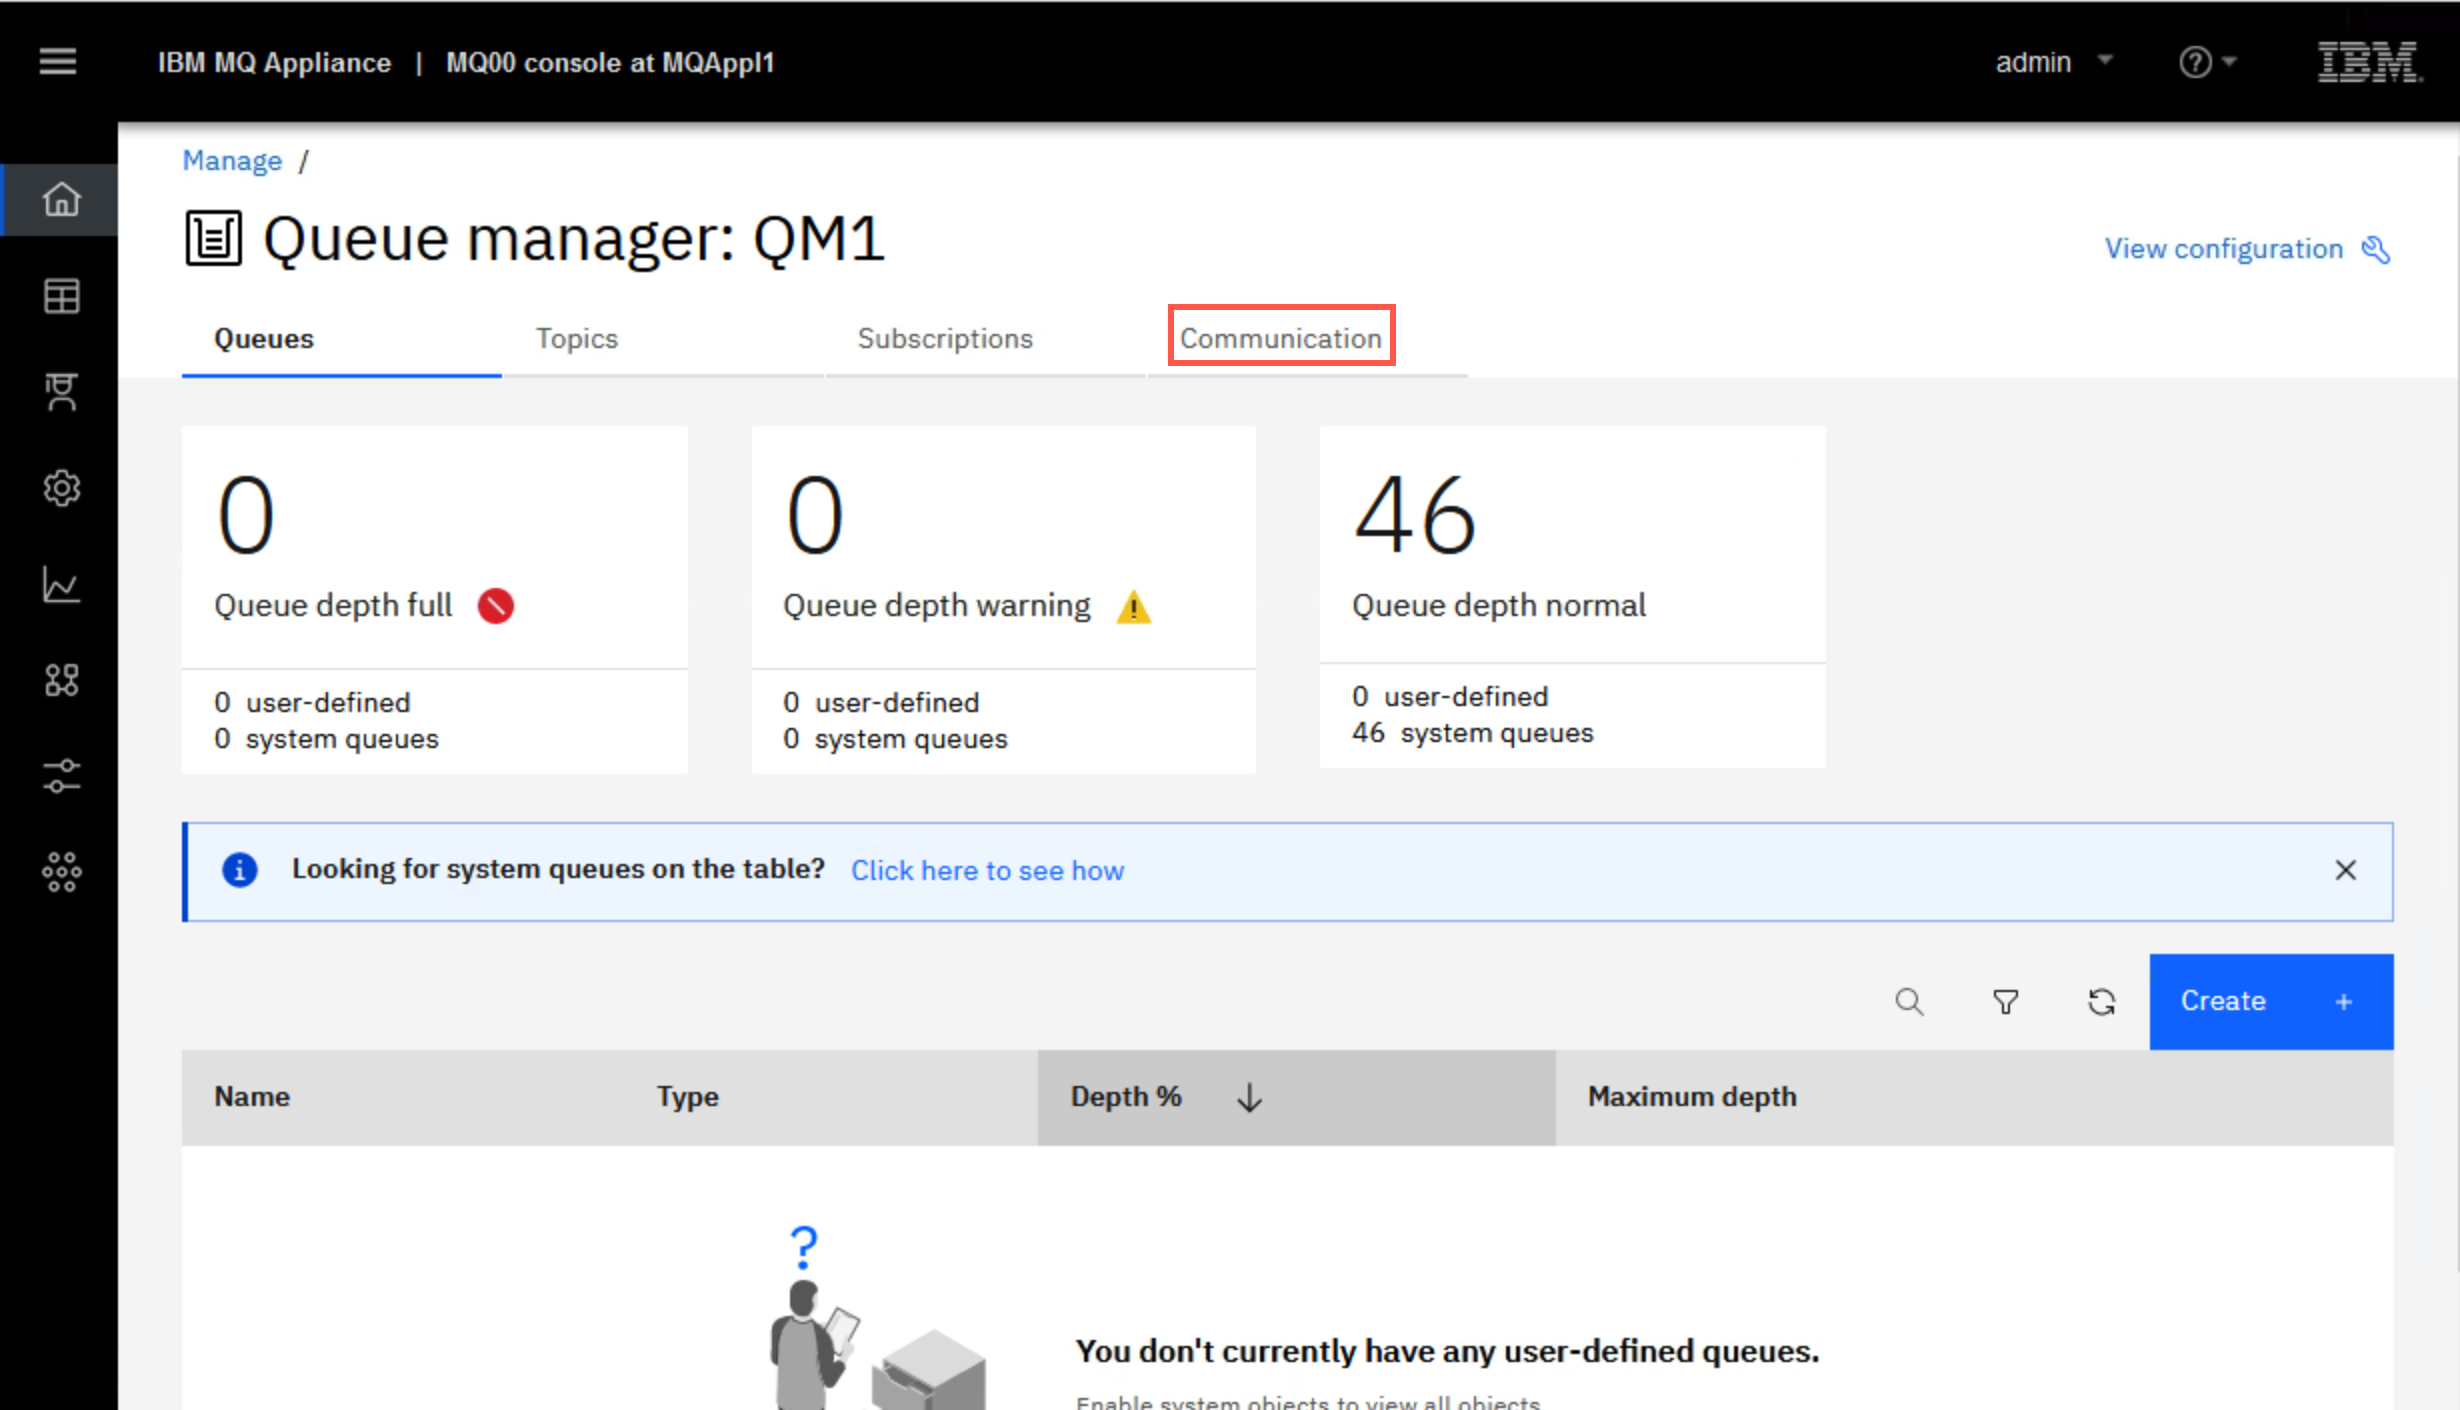 IBM MQ Appliance | MQ00 console at MQAppl1
admin
?
IBM
Manage /
Queue manager: QM1
View configuration
Queues Topics Subscriptions Communication
0
Queue depth full
0 user-defined
0 system queues
0
Queue depth warning
0 user-defined
0 system queues
46
Queue depth normal
0 user-defined
46 system queues
Looking for system queues on the table? Click here to see how
Create +
Name Type Depth % Maximum depth
?
You don't currently have any user-defined queues.
Enable system objects to view all objects